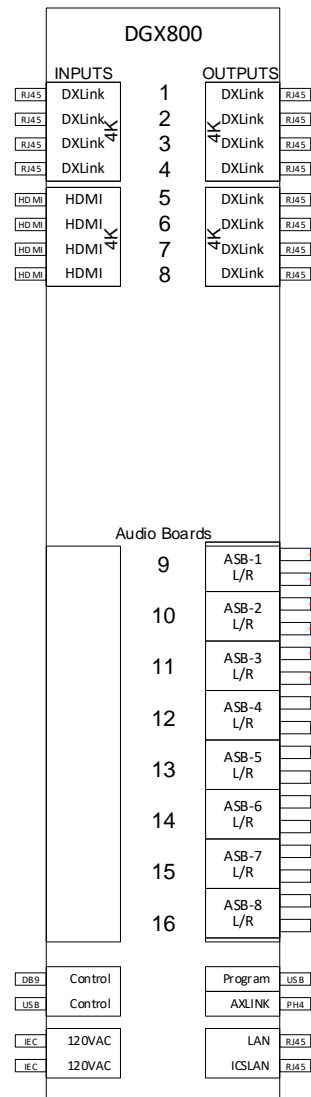 DGX800
INPUTS OUTPUTS
RJ45 DXLink 1 DXLink RJ45
RJ45 DXLink 2 DXLink RJ45
4K 4K
RJ45 DXLink 3 DXLink RJ45
RJ45 DXLink 4 DXLink RJ45
HDMI HDMI 5 DXLink RJ45
HDMI HDMI 6 DXLink RJ45
4K 4K
HDMI HDMI 7 DXLink RJ45
HDMI HDMI 8 DXLink RJ45
Audio Boards
9 ASB-1
L/R
10 ASB-2
L/R
11 ASB-3
L/R
12 ASB-4
L/R
13 ASB-5
L/R
14 ASB-6
L/R
15 ASB-7
L/R
16 ASB-8
L/R
DB9 Control Program USB
USB Control AXLINK PH4
IEC 120VAC LAN RJ45
IEC 120VAC ICSLAN RJ45